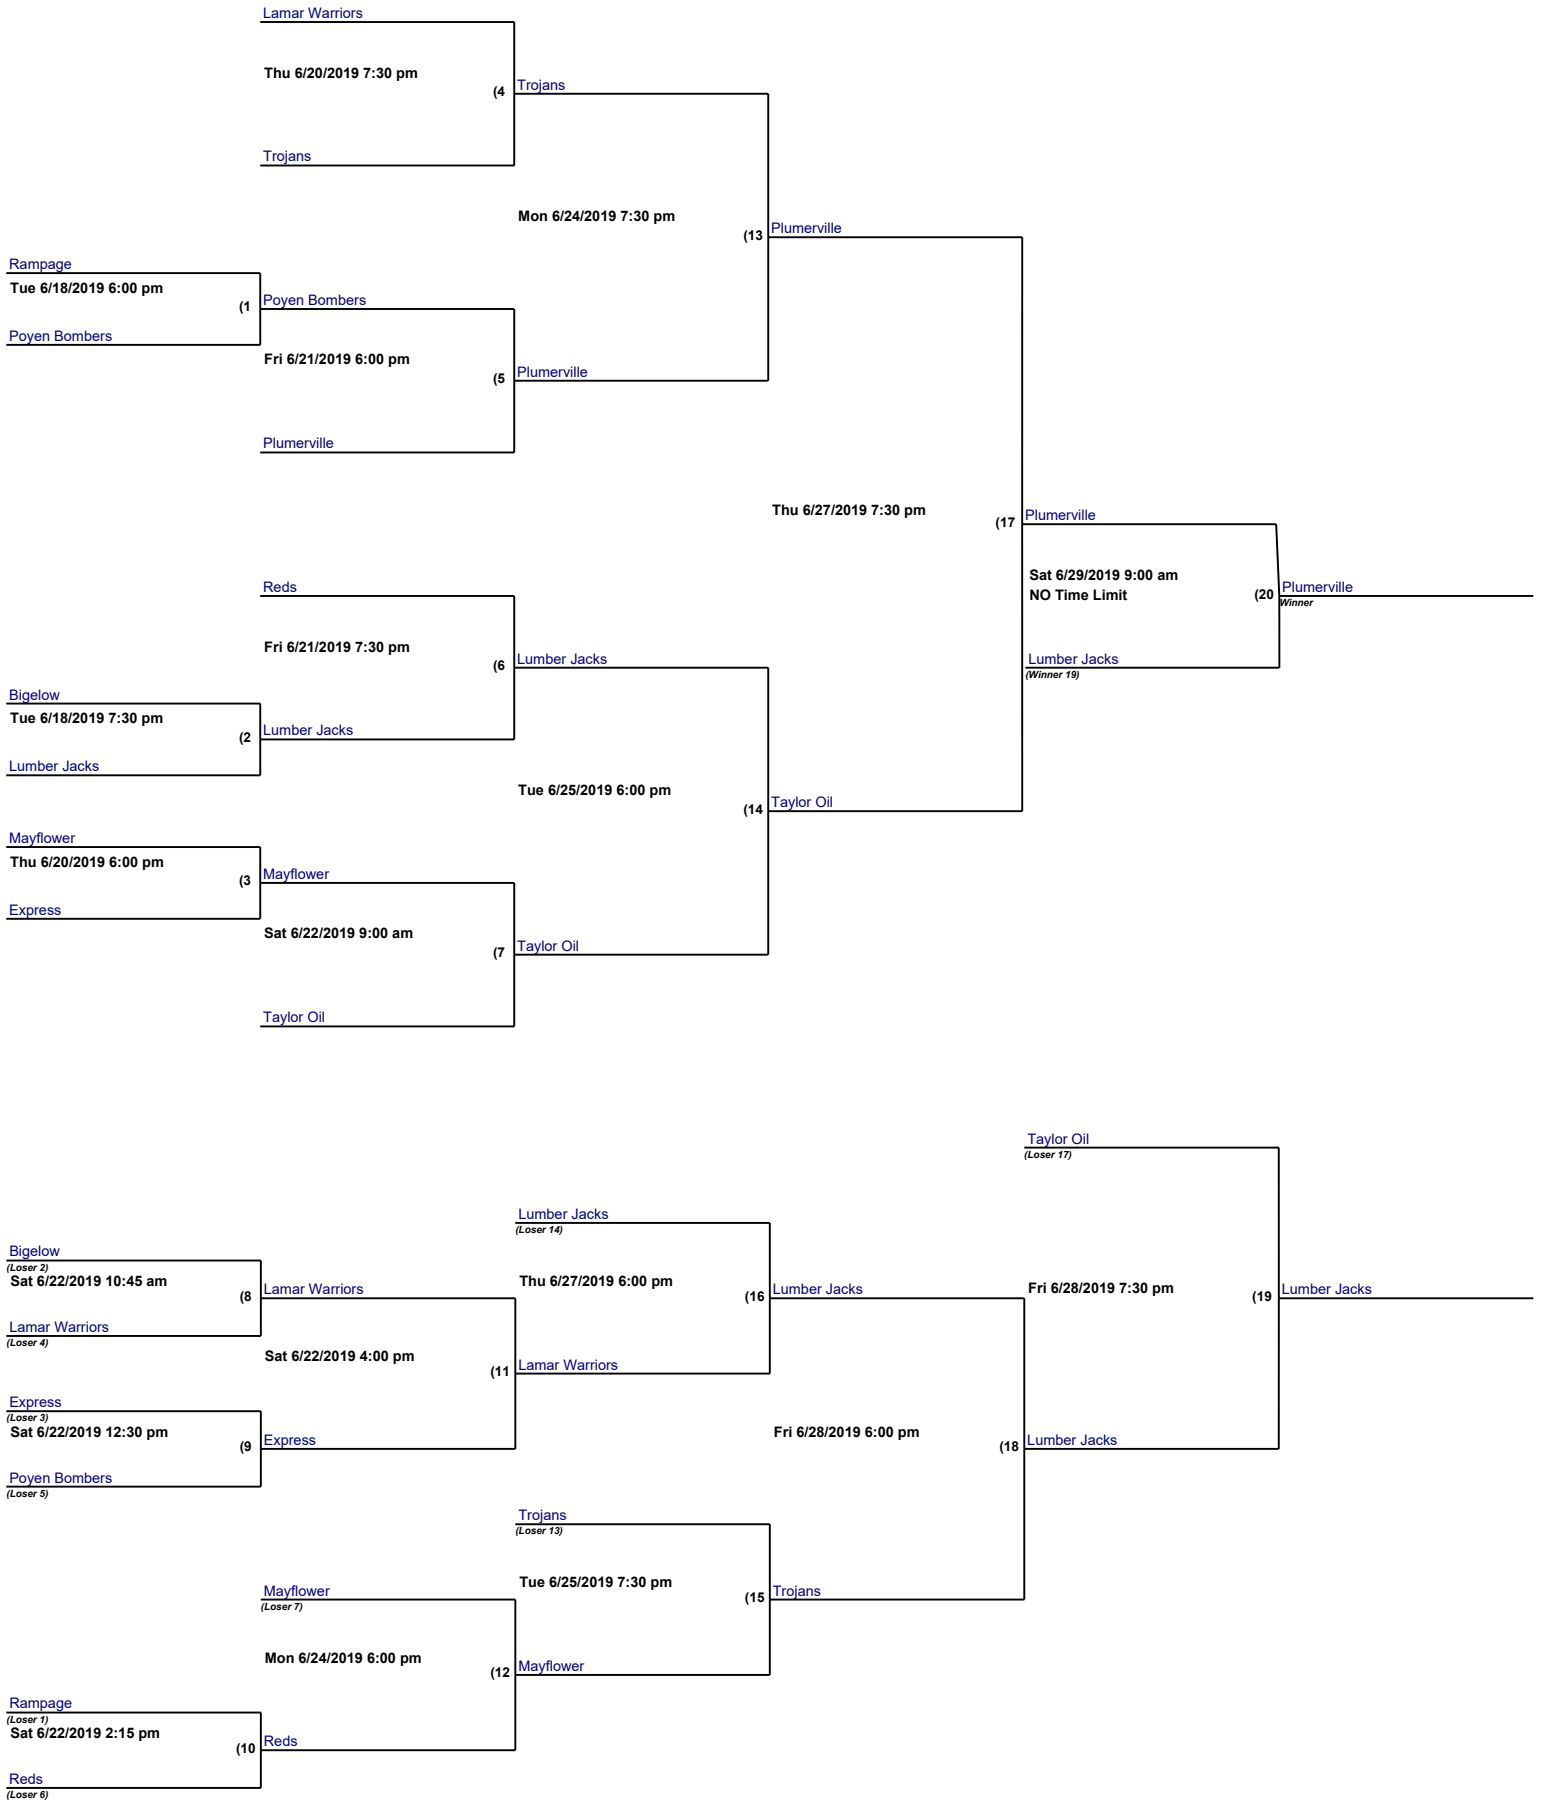 Lamar Warriors
Thu 6/20/2019 7:30 pm
(4
Trojans
Trojans
Mon 6/24/2019 7:30 pm
(13
Plumerville
Rampage
Tue 6/18/2019 6:00 pm
(1
Poyen Bombers
Poyen Bombers
Fri 6/21/2019 6:00 pm
(5
Plumerville
Plumerville
Thu 6/27/2019 7:30 pm
(17
Plumerville
Sat 6/29/2019 9:00 am
NO Time Limit
(20
Plumerville
Winner
Reds
Fri 6/21/2019 7:30 pm
(6
Lumber Jacks
Lumber Jacks
(Winner 19)
Bigelow
Tue 6/18/2019 7:30 pm
(2
Lumber Jacks
Lumber Jacks
Tue 6/25/2019 6:00 pm
(14
Taylor Oil
Mayflower
Thu 6/20/2019 6:00 pm
(3
Mayflower
Express
Sat 6/22/2019 9:00 am
(7
Taylor Oil
Taylor Oil
Taylor Oil
(Loser 17)
Lumber Jacks
(Loser 14)
Bigelow
(Loser 2)
Sat 6/22/2019 10:45 am
(8
Lamar Warriors
Thu 6/27/2019 6:00 pm
(16
Lumber Jacks
Fri 6/28/2019 7:30 pm
(19
Lumber Jacks
Lamar Warriors
(Loser 4)
Sat 6/22/2019 4:00 pm
(11
Lamar Warriors
Express
(Loser 3)
Sat 6/22/2019 12:30 pm
(9
Express
Fri 6/28/2019 6:00 pm
(18
Lumber Jacks
Poyen Bombers
(Loser 5)
Trojans
(Loser 13)
Tue 6/25/2019 7:30 pm
(15
Trojans
Mayflower
(Loser 7)
Mon 6/24/2019 6:00 pm
(12
Mayflower
Rampage
(Loser 1)
Sat 6/22/2019 2:15 pm
(10
Reds
Reds
(Loser 6)